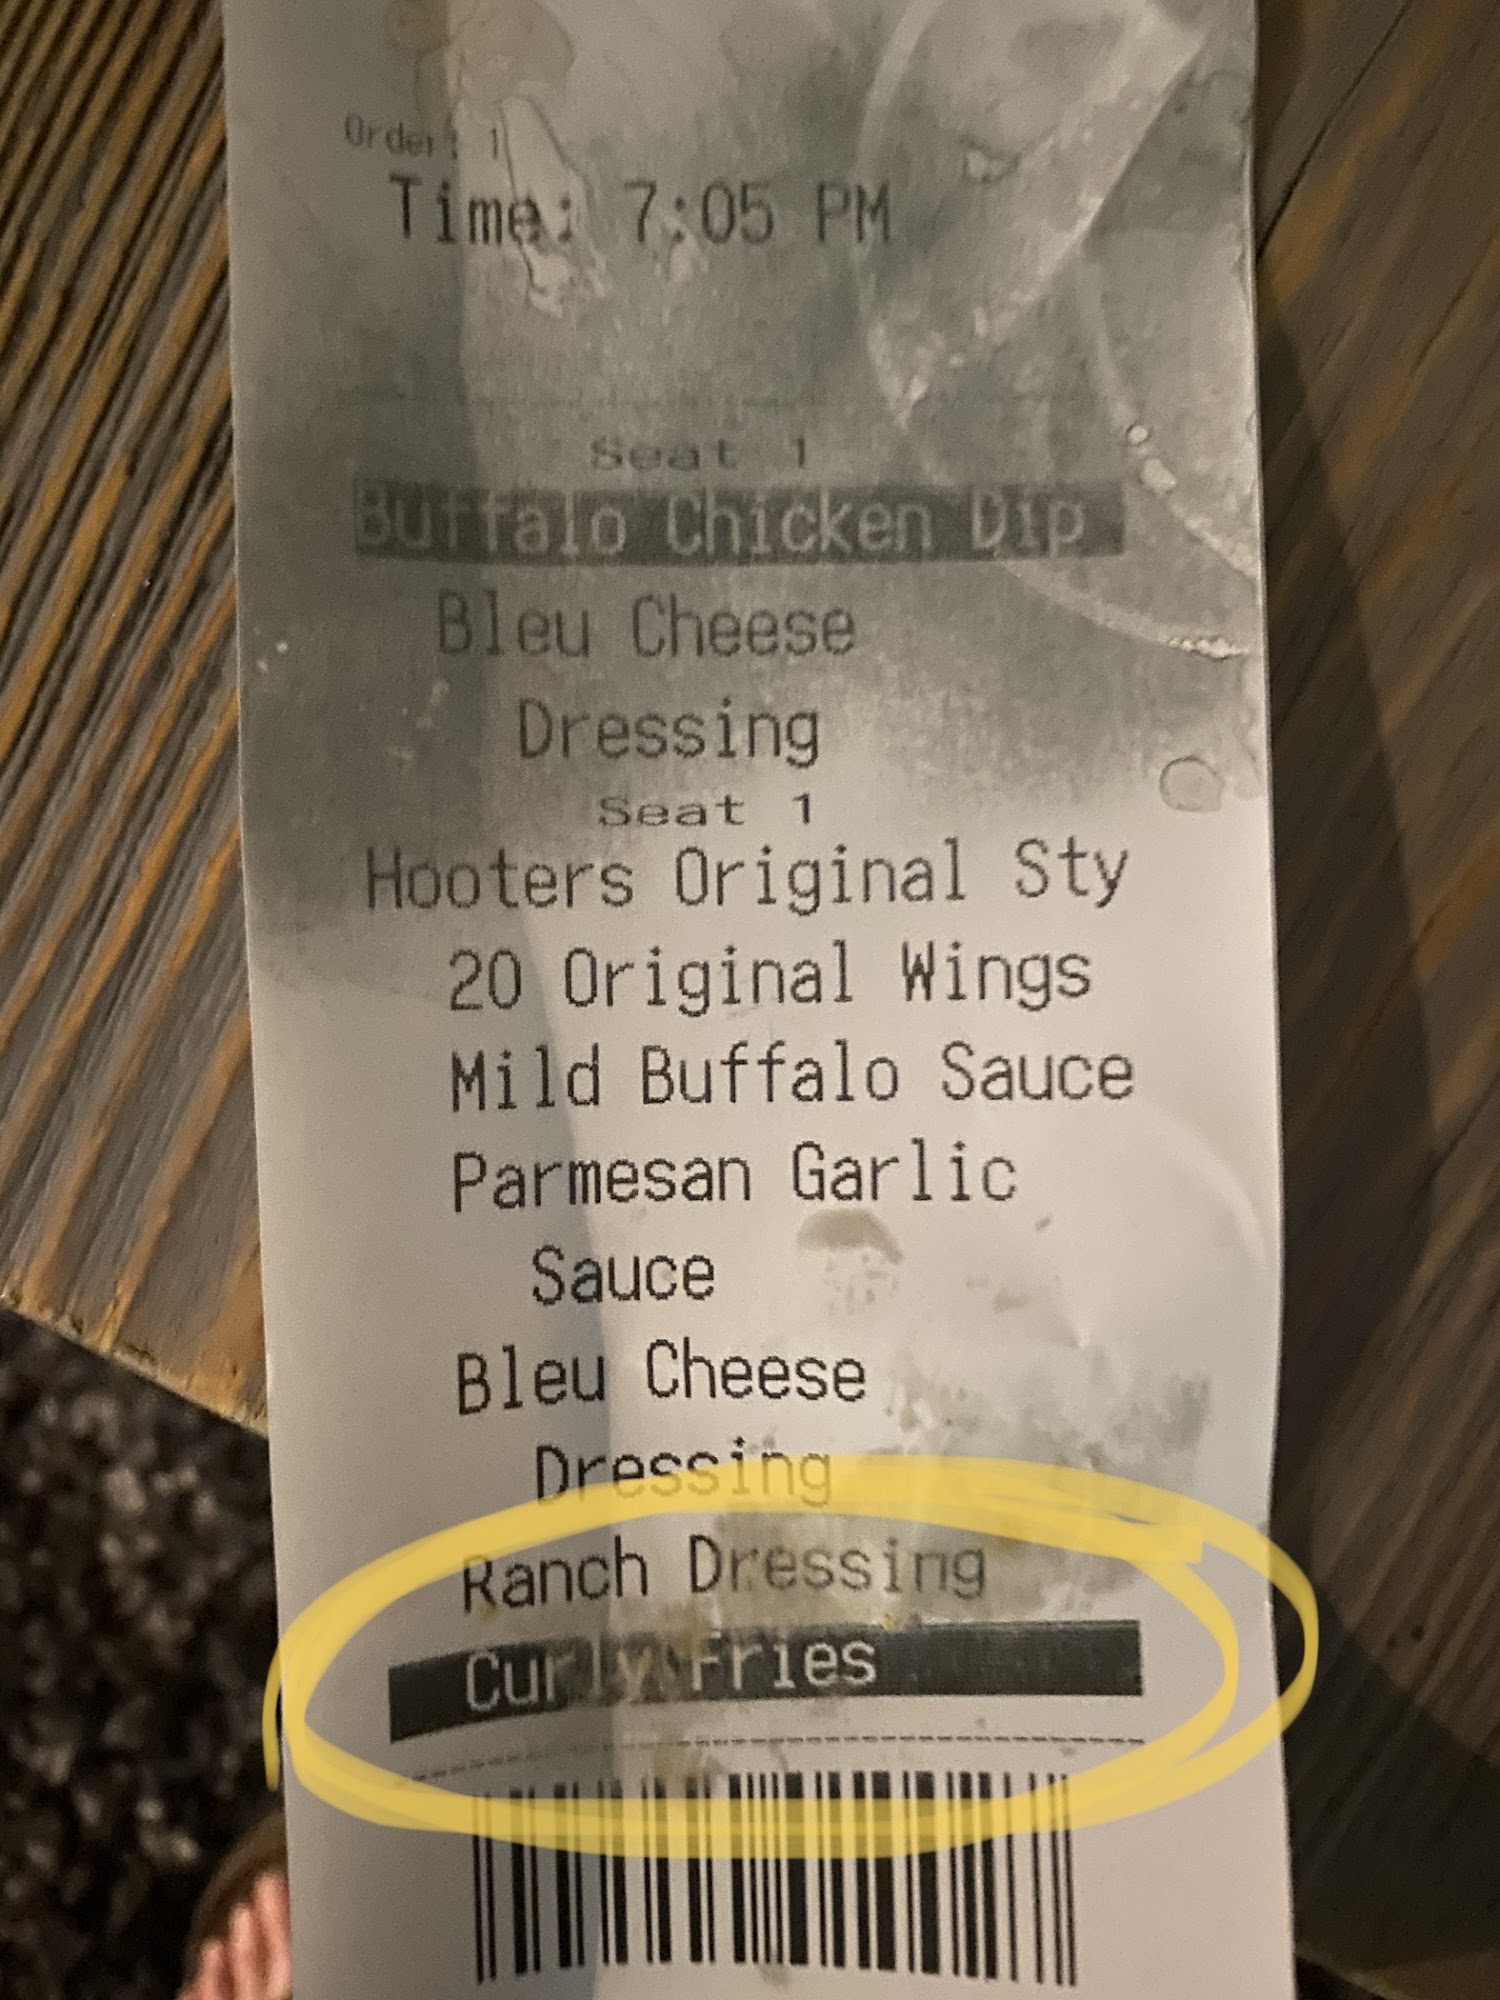 Order: 1
Time: 7:05 PM
Seat 1
Buffalo Chicken Dip
Bleu Cheese
Dressing
Seat 1
Hooters Original Sty
20 Original Wings
Mild Buffalo Sauce
Parmesan Garlic
Sauce
Bleu Cheese
Dressing
Ranch Dressing
Curly Fries